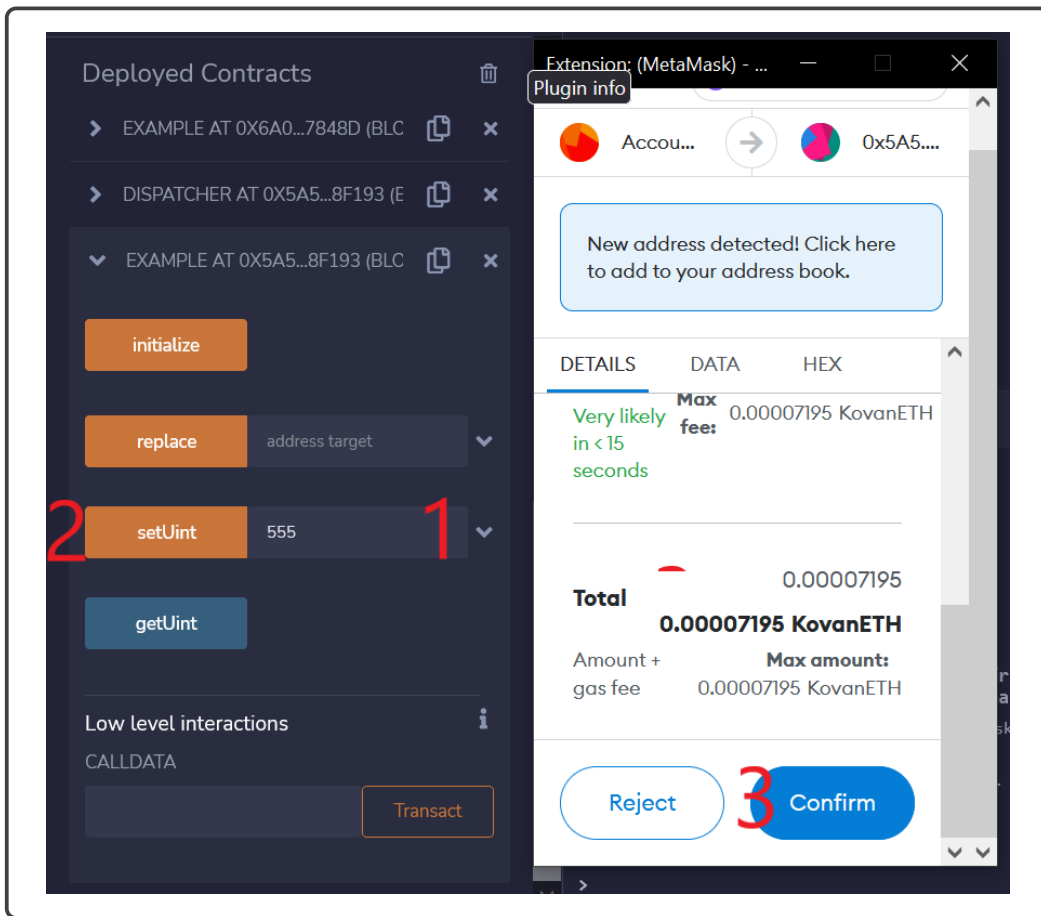 Deployed Contracts
EXAMPLE AT 0X6A0...7848D (BLC
DISPATCHER AT 0X5A5...8F193 (E
EXAMPLE AT 0X5A5...8F193 (BLC
initialize
replace
address target
2
setUint
555
1
getUint
Low level interactions
i
CALLDATA
Transact
Extension: (MetaMask) - ...
Plugin info
Accou...
0x5A5....
New address detected! Click here
to add to your address book.
DETAILS
DATA
HEX
Very likely
in < 15
seconds
Max
fee:
0.00007195 KovanETH
0.00007195
Total
0.00007195 KovanETH
Amount +
gas fee
Max amount:
0.00007195 KovanETH
Reject
3
Confirm
>